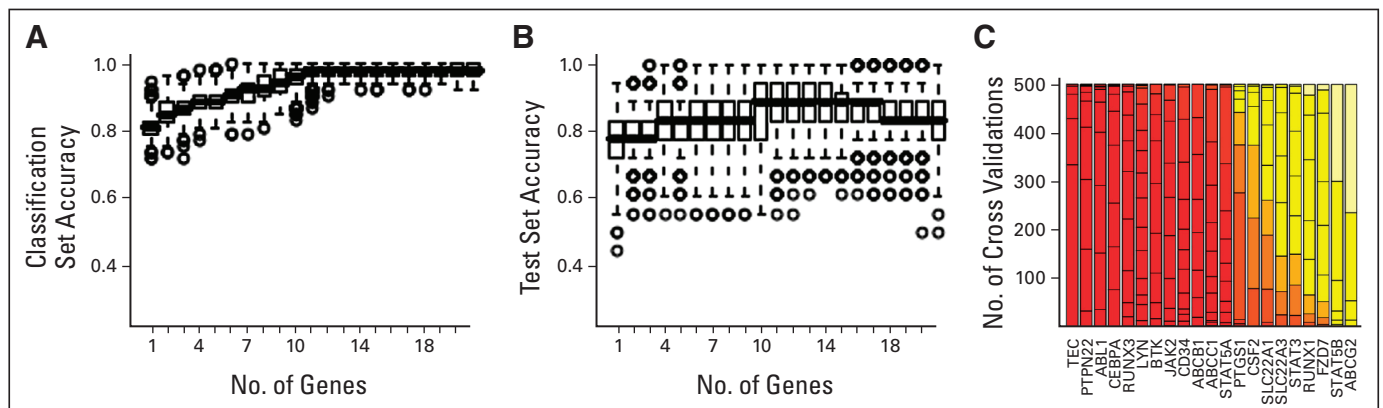 A
Classification
Set Accuracy
1.0
0.8
0.6
0.4
1 4 7 10 14 18
No. of Genes
B
Test Set Accuracy
1.0
0.8
0.6
0.4
1 4 7 10 14 18
No. of Genes
C
No. of Cross Validations
500
400
300
200
100
TEC
PTPN22
ABL1
CEBPA
RUNX3
LYN
BTK
JAK2
CD34
ABCB1
ABCC1
STAT5A
PTGS1
CSF2
SLC22A1
SLC22A3
STAT3
RUNX1
FZD7
STAT5B
ABCG2